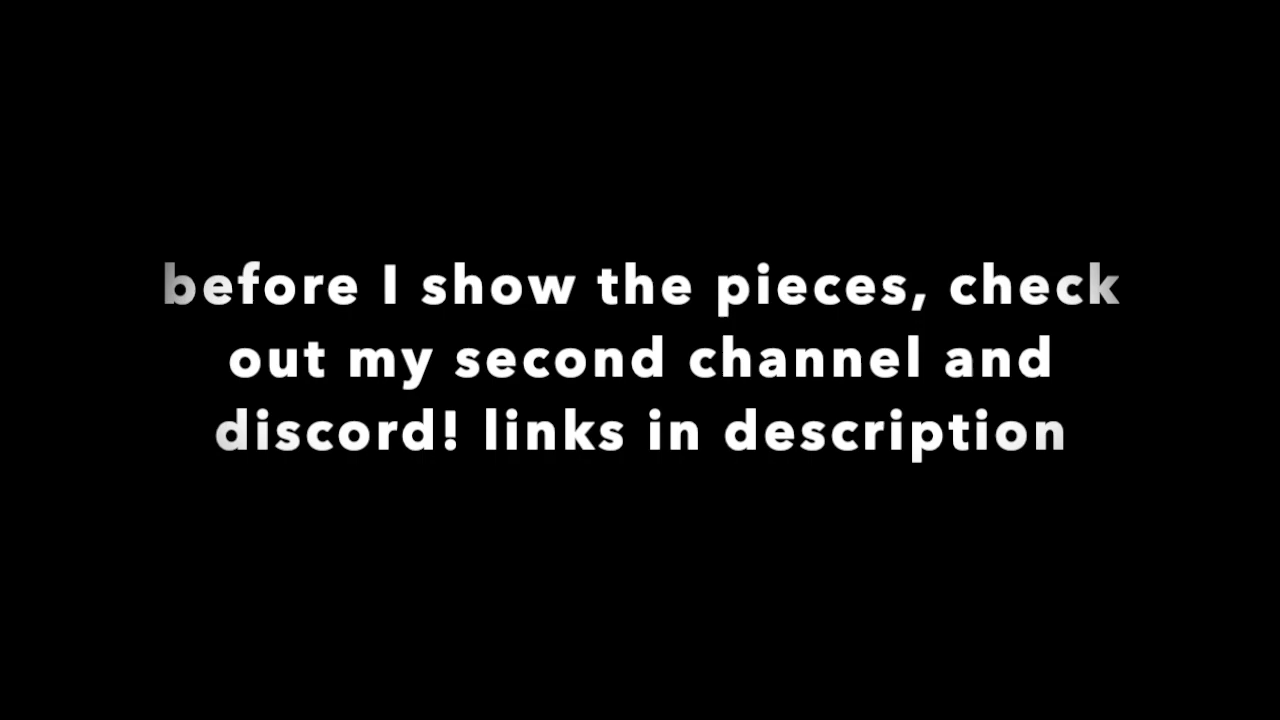 before I show the pieces, check
out my second channel and
discord! links in description